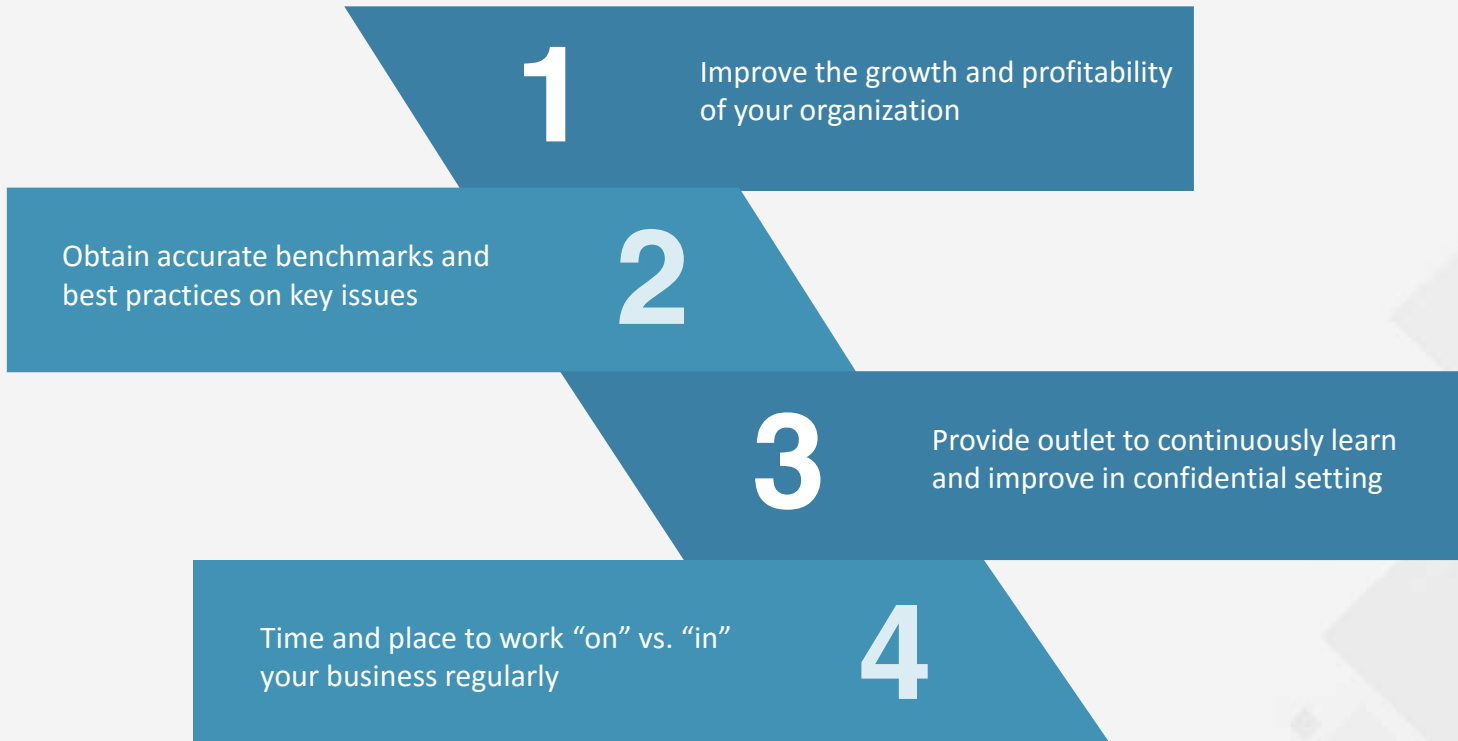 1
Improve the growth and profitability
of your organization
Obtain accurate benchmarks and
best practices on key issues
2
3
Provide outlet to continuously learn
and improve in confidential setting
Time and place to work “on” vs. “in”
your business regularly
4